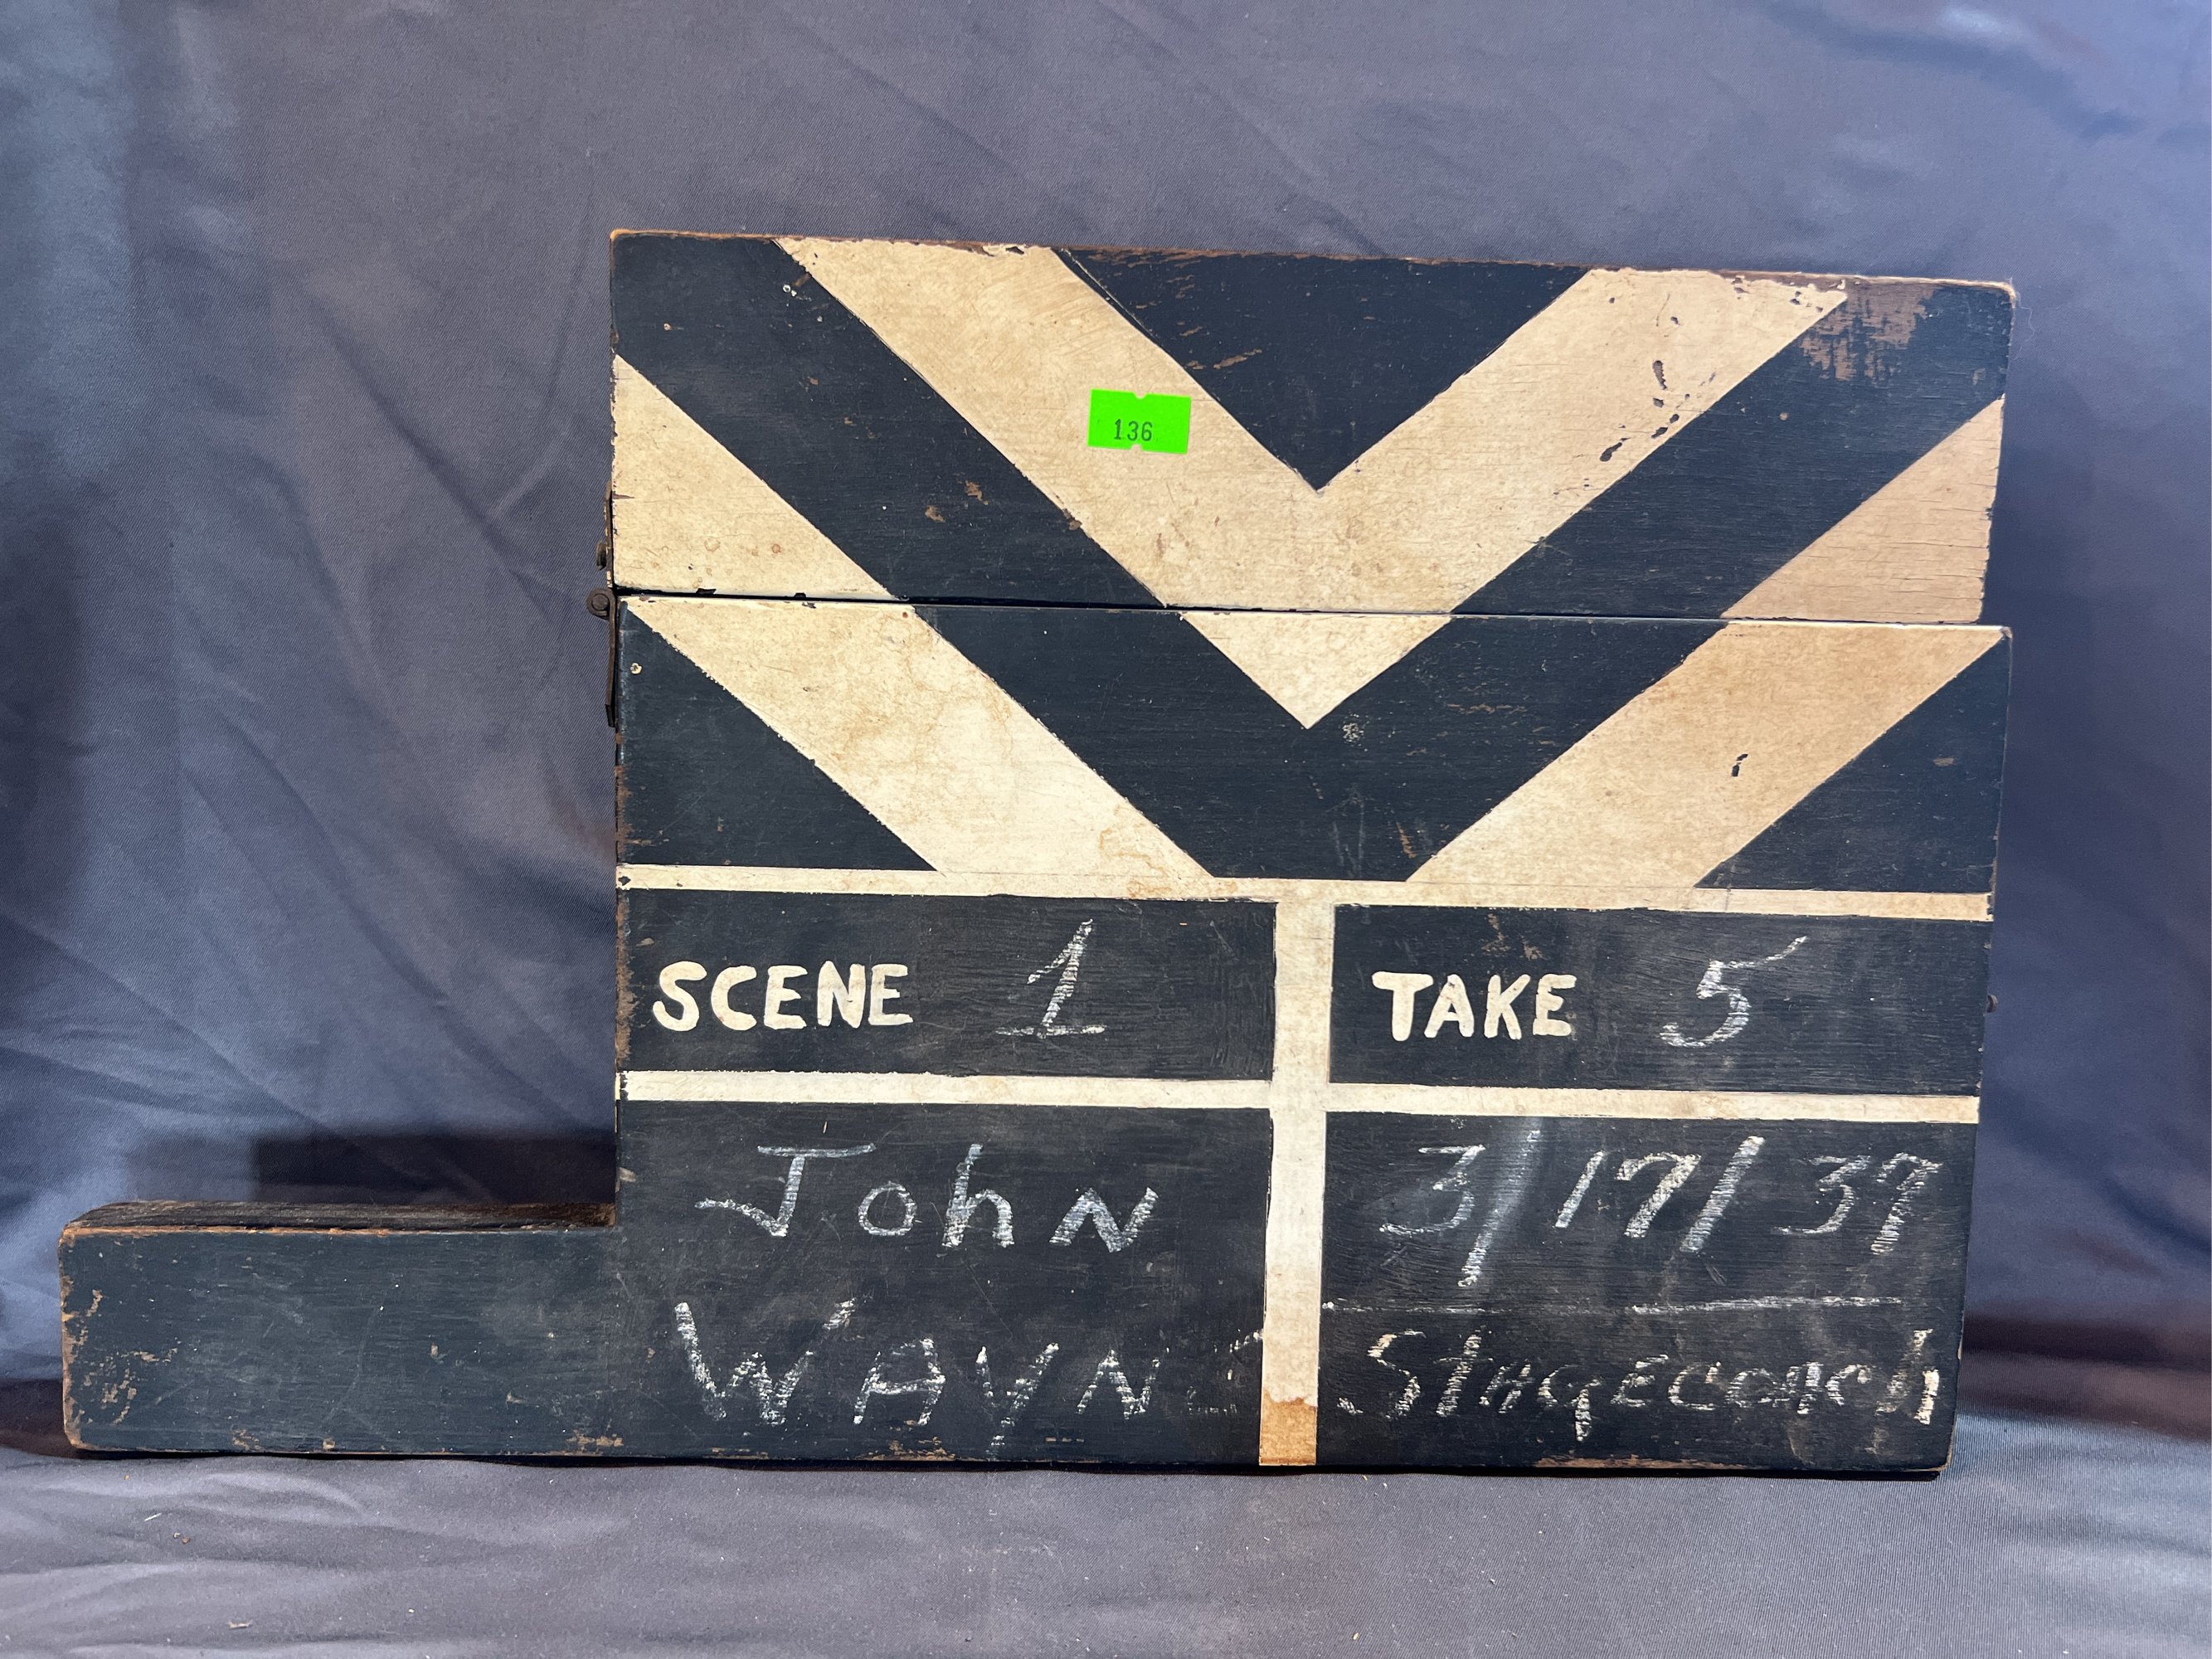 136
SCENE 1
TAKE 5
John
WAYN
3/17/37
Stagecoach